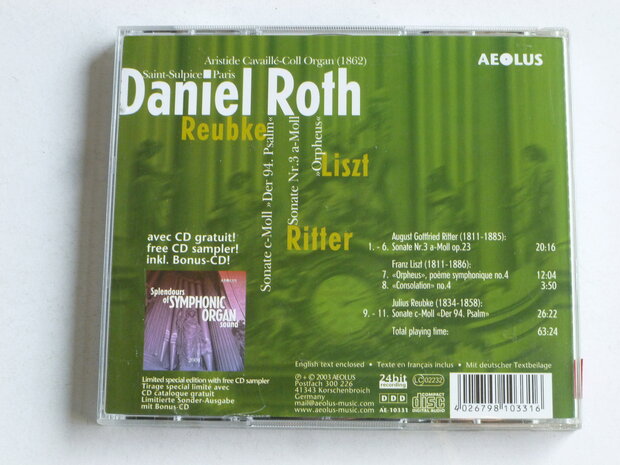 Aristide Cavaillé-Coll Organ (1862)
Saint-Sulpice Paris
AEOLUS
Daniel Roth
Reubke
Sonate c-Moll »Der 94. Psalm«
Sonate Nr.3 a-Moll
»Orpheus«
Liszt
Ritter
avec CD gratuit!
free CD sampler!
inkl. Bonus-CD!
AEOLUS
Splendours
of SYMPHONIC
ORGAN
sound
Limited special edition with free CD sampler
Tirage special limité avec
CD catalogue gratuit
Limitierte Sonder-Ausgabe
mit Bonus-CD
August Gottfried Ritter (1811-1885):
1. - 6. Sonate Nr.3 a-Moll op.23 20:16
Franz Liszt (1811-1886):
7. «Orpheus», poème symphonique no.4 12:04
8. «Consolation» no.4 3:50
Julius Reubke (1834-1858):
9. - 11. Sonate c-Moll «Der 94. Psalm» 26:22
Total playing time: 63:24
English text enclosed • Texte en français inclus • Mit deutscher Textbeilage
℗ + © 2003 AEOLUS
Postfach 300 226
41343 Korschenbroich
Germany
mail@aeolus-music.com
www.aeolus-music.com
24bit
recording
LC 02232
DDD
AE-10331
COMPACT
disc
DIGITAL AUDIO
4 026798 103316